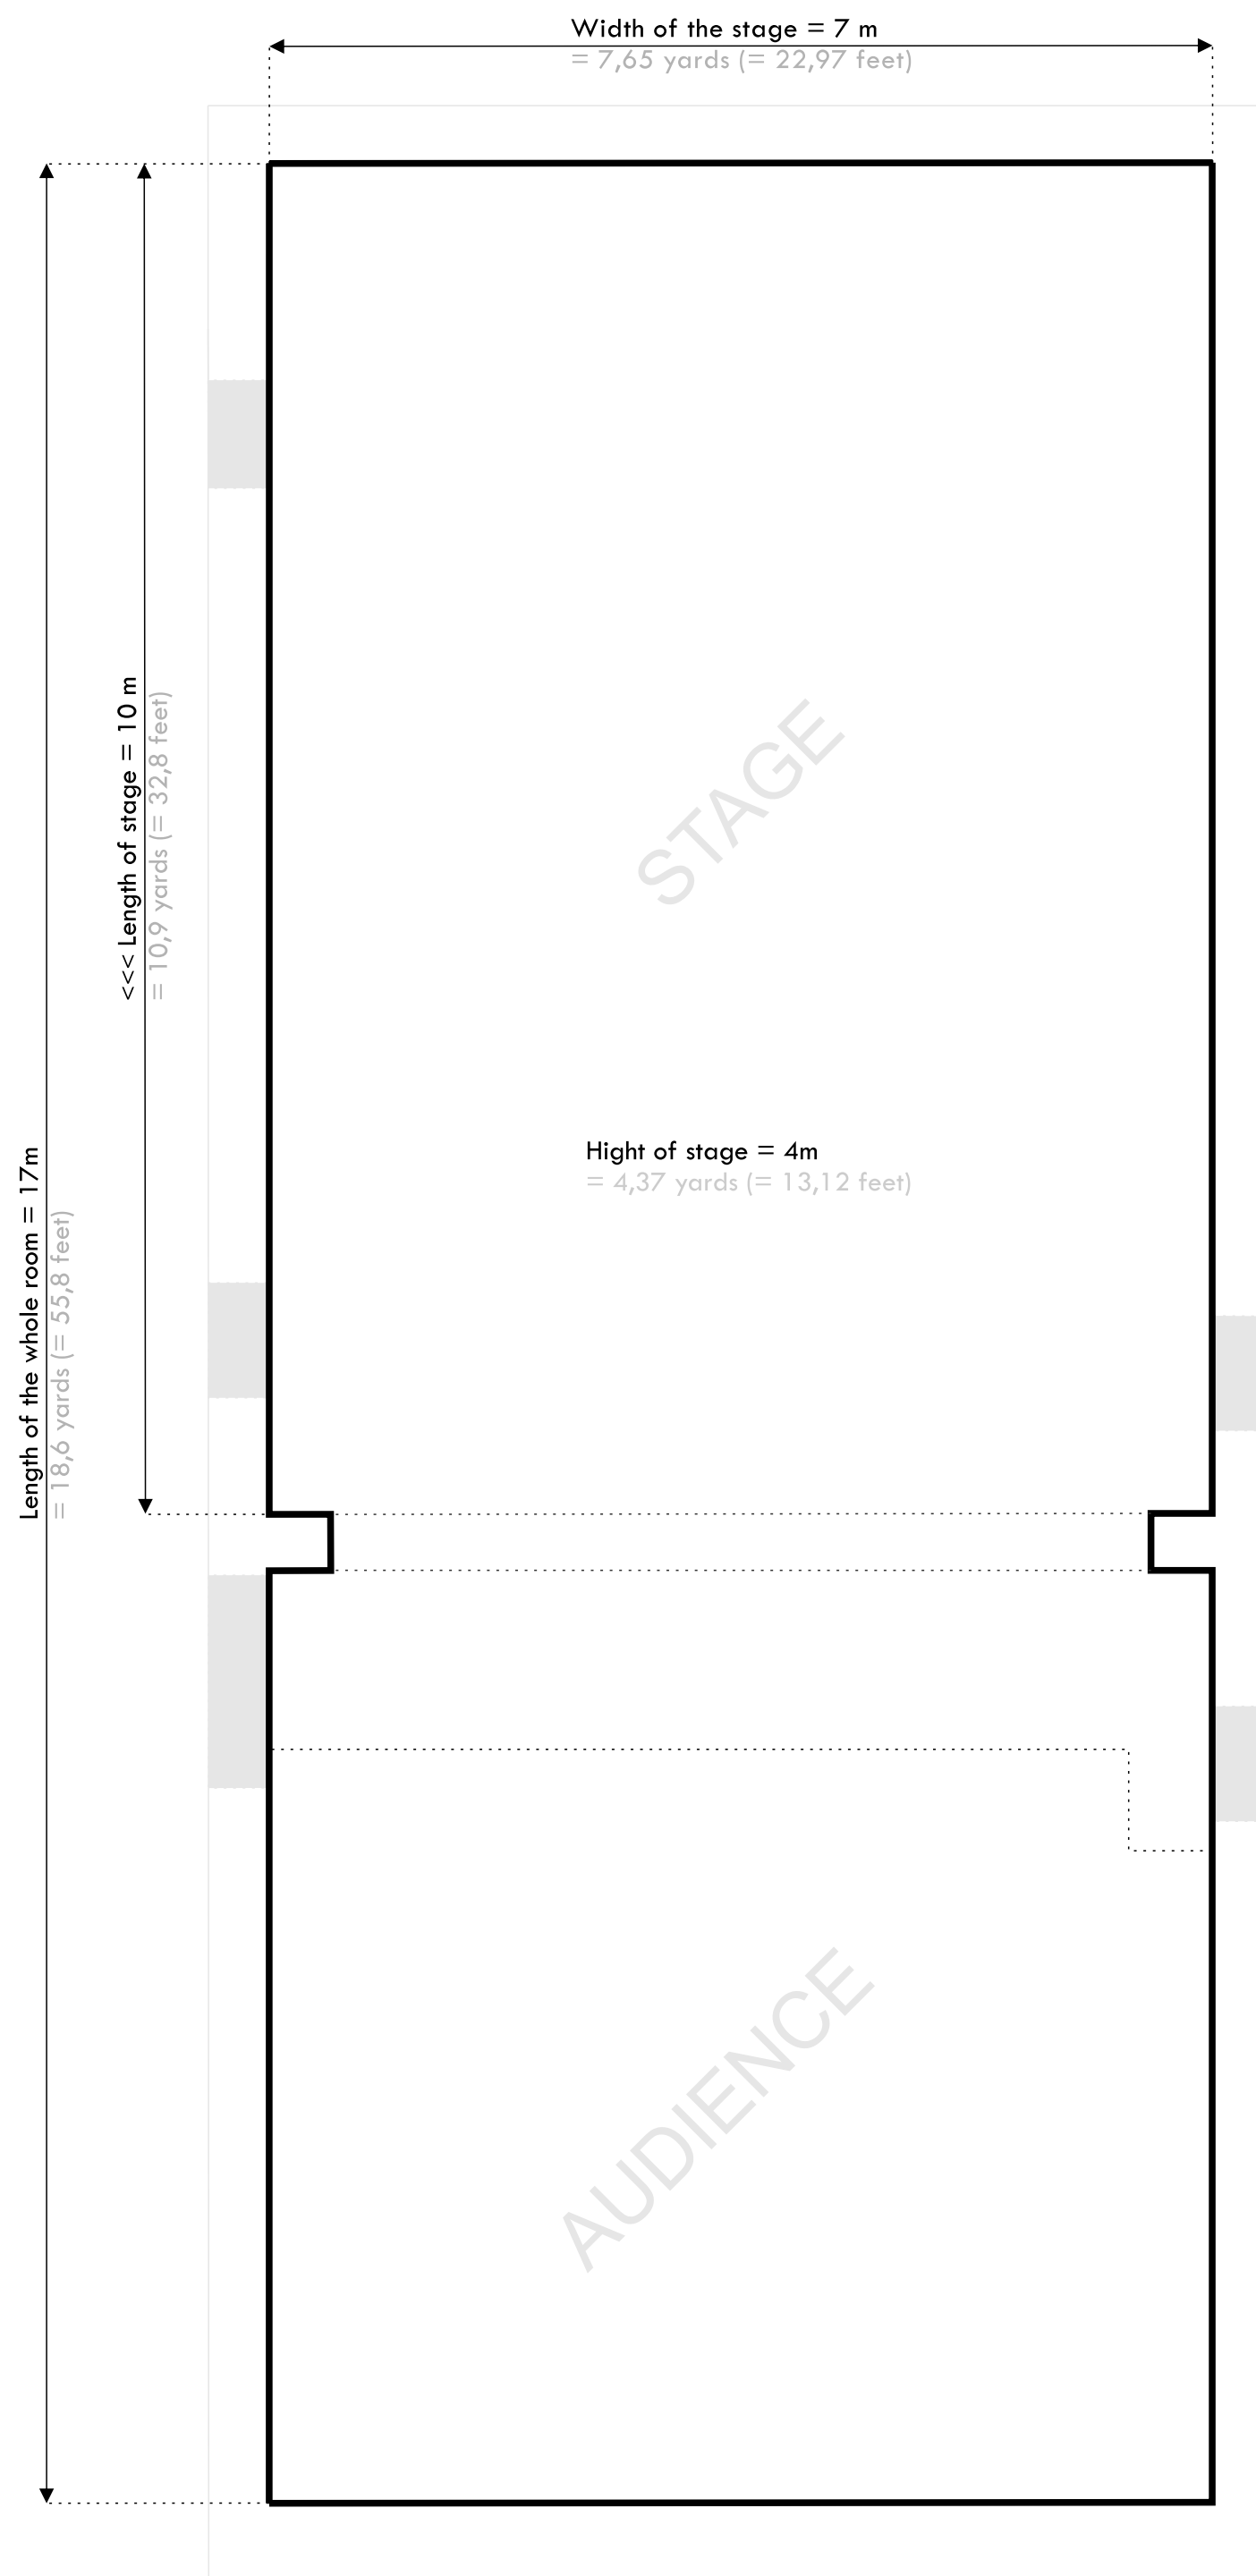 Width of the stage = 7 m
= 7,65 yards (= 22,97 feet)
<<< Length of stage = 10 m
= 10,9 yards (= 32,8 feet)
STAGE
Hight of stage = 4m
= 4,37 yards (= 13,12 feet)
Length of the whole room = 17m
= 18,6 yards (= 55,8 feet)
AUDIENCE